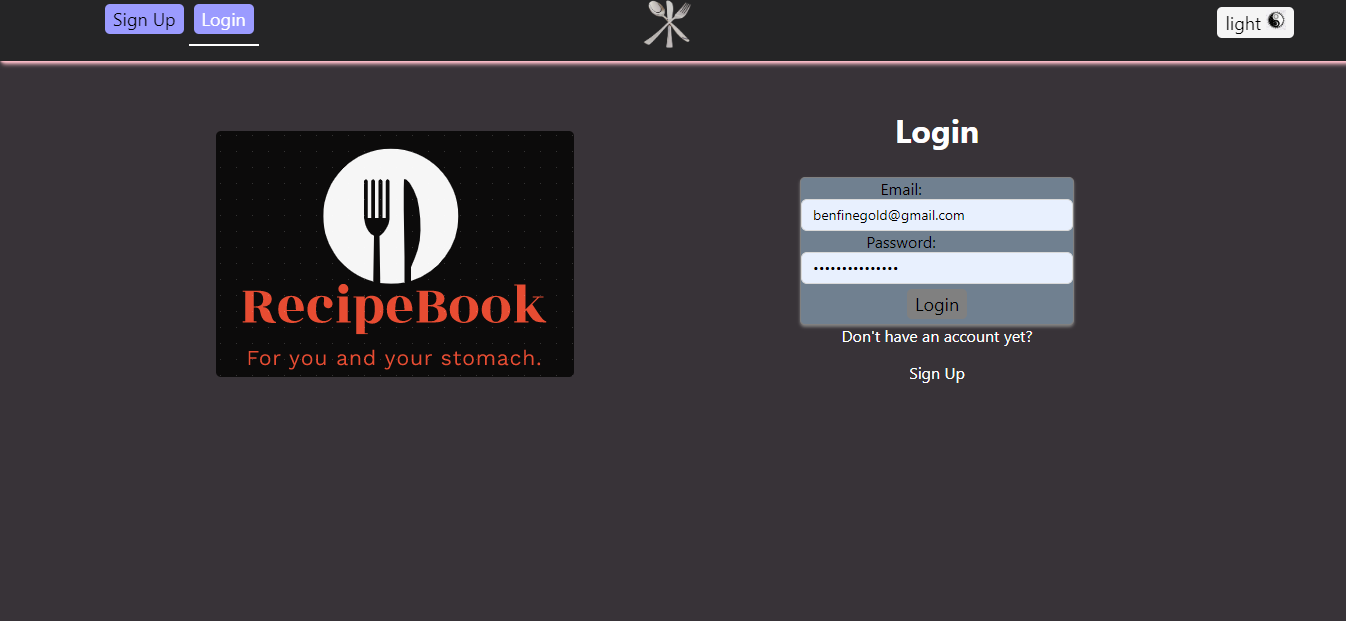 Sign Up Login light
RecipeBook
For you and your stomach.
Login
Email:
benfinegold@gmail.com
Password:
•••••••••••••••
Login
Don't have an account yet?
Sign Up